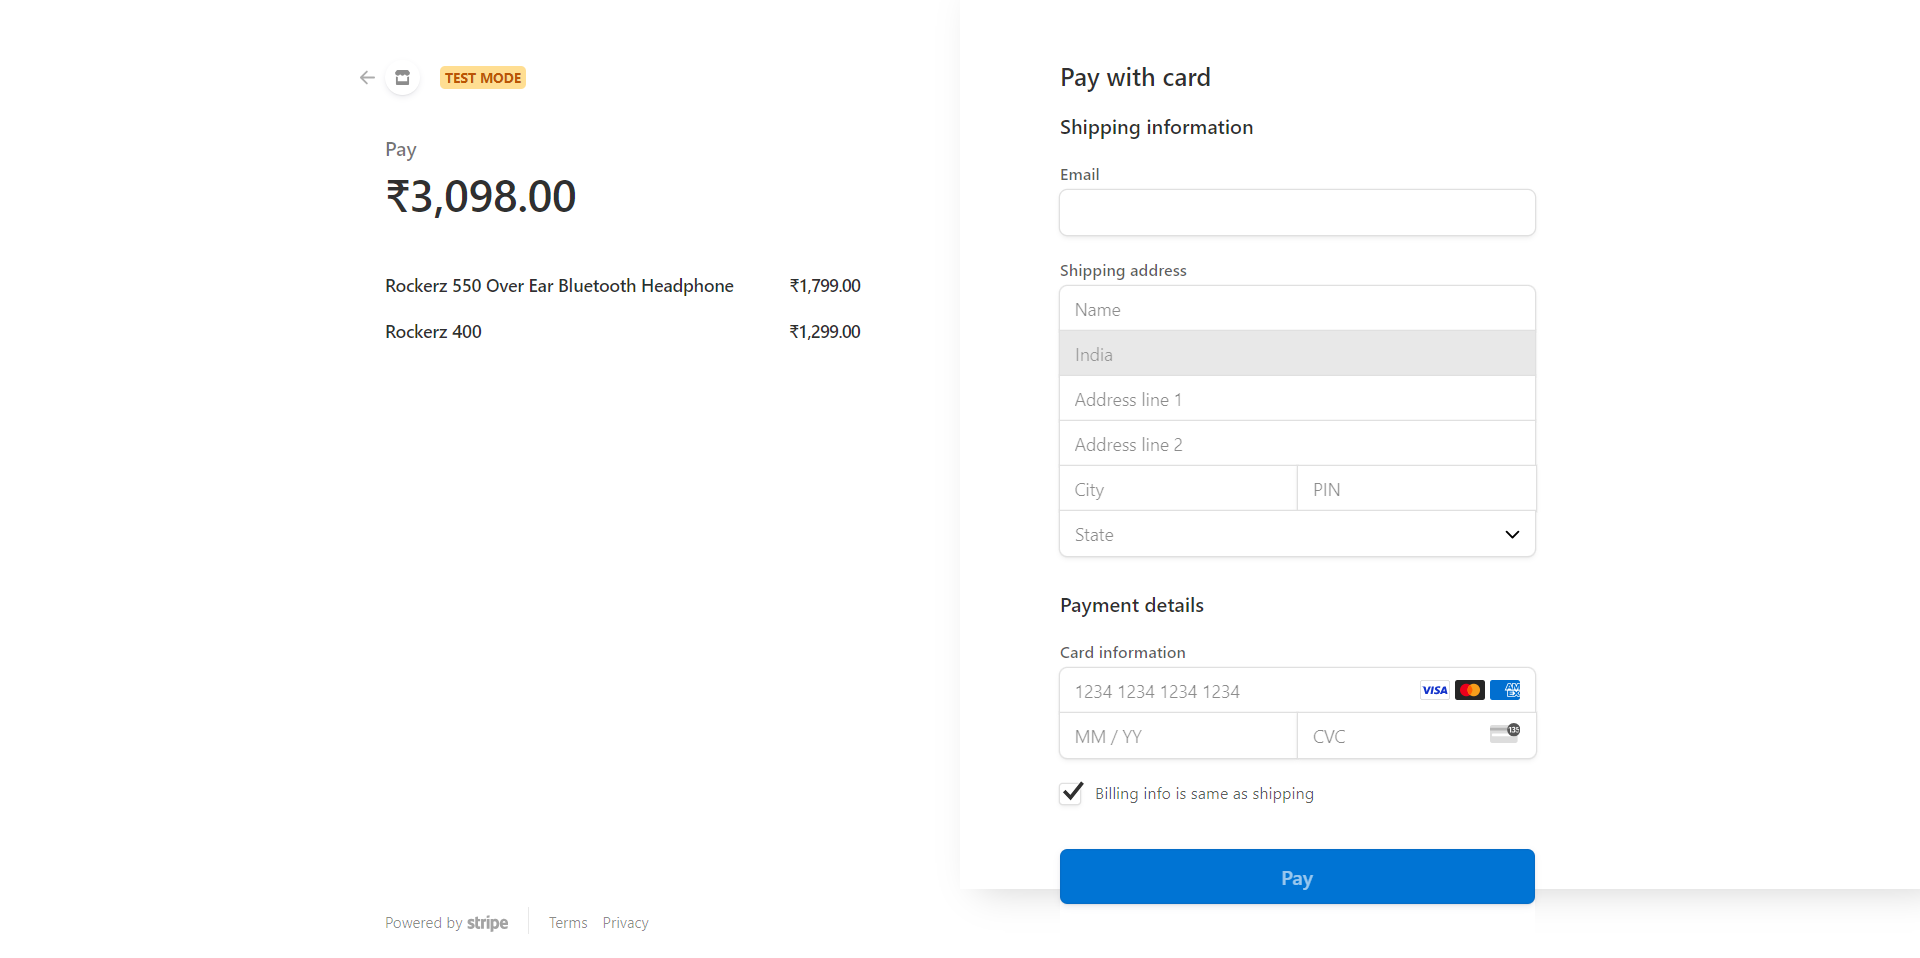 TEST MODE
Pay
₹3,098.00
Rockerz 550 Over Ear Bluetooth Headphone ₹1,799.00
Rockerz 400 ₹1,299.00
Powered by stripe Terms Privacy
Pay with card
Shipping information
Email
Shipping address
Name
India
Address line 1
Address line 2
City PIN
State
Payment details
Card information
1234 1234 1234 1234 VISA AMEX
MM / YY CVC 135
Billing info is same as shipping
Pay